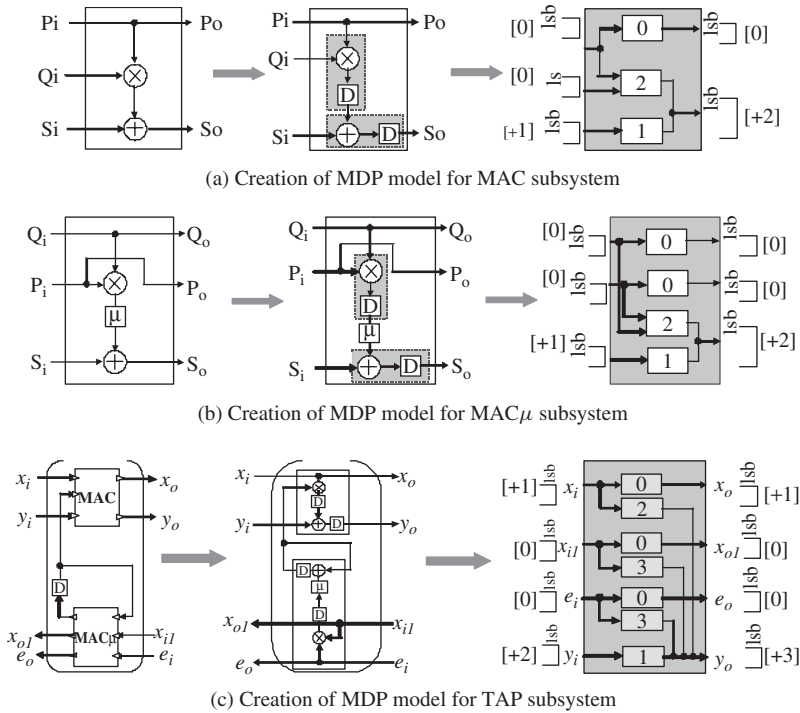 Pi Po Pi Po [0] lsb 0 lsb [0]
Qi Qi D [0] ls 2 lsb [+2]
Si So Si D So [+1] lsb 1
(a) Creation of MDP model for MAC subsystem
Qi Qo Qi Qo [0] lsb 0 lsb [0]
Pi Po Pi D Po [0] lsb 0 lsb [0]
μ μ 2 lsb [+2]
Si So Si D So [+1] lsb 1
(b) Creation of MDP model for MACμ subsystem
xi MAC xo xi xo [+1] lsb xi 0 xo lsb [+1]
yi yo yi D D yo 2
D D μ D [0] lsb xi1 0 xo1 lsb [0]
3
xo1 MACμ xi1 xo1 xi1 [0] lsb ei 0 eo lsb [0]
3
eo ei eo ei [+2] lsb yi 1 yo lsb [+3]
(c) Creation of MDP model for TAP subsystem